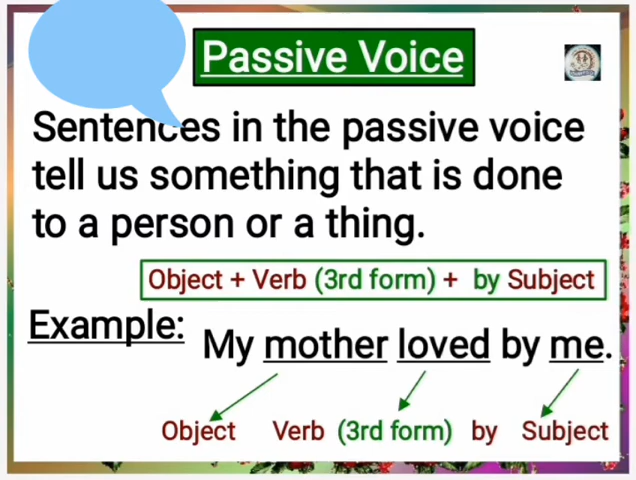 Passive Voice
Sentences in the passive voice
tell us something that is done
to a person or a thing.
Object + Verb (3rd form) + by Subject
Example: My mother loved by me.
Object Verb (3rd form) by Subject